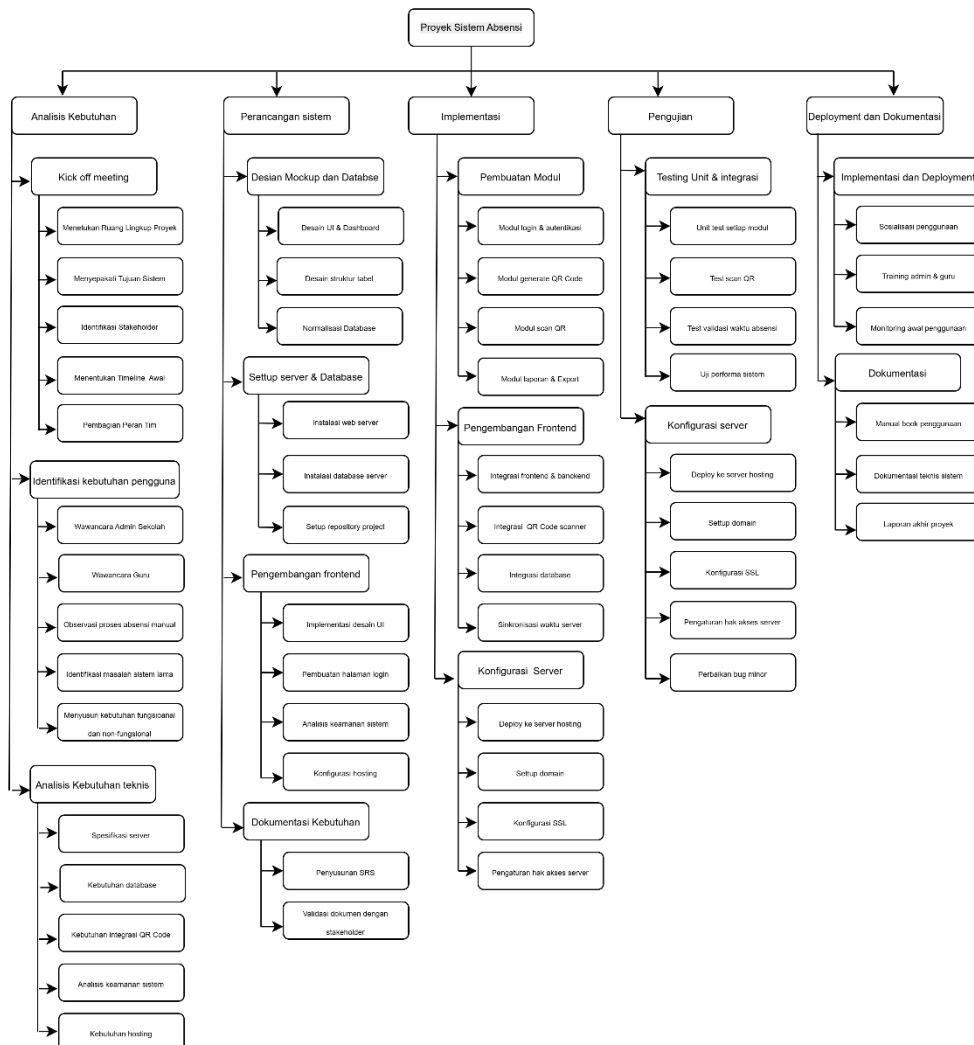 Proyek Sistem Absensi
Analisis Kebutuhan
Kick off meeting
Menetukan Ruang Lingkup Proyek
Menyepakati Tujuan Sistem
Identifikasi Stakeholder
Menentukan Timeline Awal
Pembagian Peran Tim
Identifikasi kebutuhan pengguna
Wawancara Admin Sekolah
Wawancara Guru
Observasi proses absensi manual
Identifikasi masalah sistem lama
Menyusun kebutuhan fungsioanal
dan non-fungsional
Analisis Kebutuhan teknis
Spesifikasi server
Kebutuhan database
Kebutuhan integrasi QR Code
Analisis keamanan sistem
Kebutuhan hosting
Perancangan sistem
Desian Mockup dan Databse
Desain UI & Dashboard
Desain struktur tabel
Normalisasi Database
Settup server & Database
Instalasi web server
Instalasi database server
Setup repository project
Pengembangan frontend
Implementasi desain UI
Pembuatan halaman login
Analisis keamanan sistem
Konfigurasi hosting
Dokumentasi Kebutuhan
Penyusunan SRS
Validasi dokumen dengan
stakeholder
Implementasi
Pembuatan Modul
Modul login & autentikasi
Modul generate QR Code
Modul scan QR
Modul laporan & Export
Pengembangan Frontend
Integrasi frontend & banckend
Integrasi QR Code scanner
Integrasi database
Sinkronisasi waktu server
Konfigurasi Server
Deploy ke server hosting
Settup domain
Konfigurasi SSL
Pengaturan hak akses server
Pengujian
Testing Unit & integrasi
Unit test setiap modul
Test scan QR
Test validasi waktu absensi
Uji performa sistem
Konfigurasi server
Deploy ke server hosting
Settup domain
Konfigurasi SSL
Pengaturan hak akses server
Perbaikan bug minor
Deployment dan Dokumentasi
Implementasi dan Deployment
Sosialisasi penggunaan
Training admin & guru
Monitoring awal penggunaan
Dokumentasi
Manual book penggunaan
Dokumentasi teknis sistem
Laporan akhir proyek